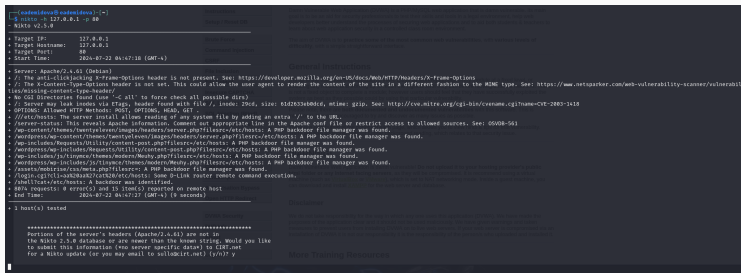 (eademidova㉿eademidova)-[~]
$ nikto -h 127.0.0.1 -p 80
- Nikto v2.5.0
+ Target IP: 127.0.0.1
+ Target Hostname: 127.0.0.1
+ Target Port: 80
+ Start Time: 2024-07-22 04:47:18 (GMT-4)
+ Server: Apache/2.4.61 (Debian)
+ /: The anti-clickjacking X-Frame-Options header is not present. See: https://developer.mozilla.org/en-US/docs/Web/HTTP/Headers/X-Frame-Options
+ /: The X-Content-Type-Options header is not set. This could allow the user agent to render the content of the site in a different fashion to the MIME type. See: https://www.netsparker.com/web-vulnerability-scanner/vulnerabili
ties/missing-content-type-header/
+ No CGI Directories found (use '-C all' to force check all possible dirs)
+ /: Server may leak inodes via ETags, header found with file /, inode: 29cd, size: 61d2633eb0dcd, mtime: gzip. See: http://cve.mitre.org/cgi-bin/cvename.cgi?name=CVE-2003-1418
+ OPTIONS: Allowed HTTP Methods: POST, OPTIONS, HEAD, GET .
+ ///etc/hosts: The server install allows reading of any system file by adding an extra '/' to the URL.
+ /server-status: This reveals Apache information. Comment out appropriate line in the Apache conf file or restrict access to allowed sources. See: OSVDB-561
+ /wp-content/themes/twentyeleven/images/headers/server.php?filesrc=/etc/hosts: A PHP backdoor file manager was found.
+ /wordpress/wp-content/themes/twentyeleven/images/headers/server.php?filesrc=/etc/hosts: A PHP backdoor file manager was found.
+ /wp-includes/Requests/Utility/content-post.php?filesrc=/etc/hosts: A PHP backdoor file manager was found.
+ /wordpress/wp-includes/Requests/Utility/content-post.php?filesrc=/etc/hosts: A PHP backdoor file manager was found.
+ /wp-includes/js/tinymce/themes/modern/Meuhy.php?filesrc=/etc/hosts: A PHP backdoor file manager was found.
+ /wordpress/wp-includes/js/tinymce/themes/modern/Meuhy.php?filesrc=/etc/hosts: A PHP backdoor file manager was found.
+ /assets/mobirise/css/meta.php?filesrc=: A PHP backdoor file manager was found.
+ /login.cgi?cli=aa%20aa%27cat%20/etc/hosts: Some D-Link router remote command execution.
+ /shell?cat+/etc/hosts: A backdoor was identified.
+ 8074 requests: 0 error(s) and 15 item(s) reported on remote host
+ End Time: 2024-07-22 04:47:27 (GMT-4) (9 seconds)
+ 1 host(s) tested
*********************************************************************
Portions of the server's headers (Apache/2.4.61) are not in
the Nikto 2.5.0 database or are newer than the known string. Would you like
to submit this information (*no server specific data*) to CIRT.net
for a Nikto update (or you may email to sullo@cirt.net) (y/n)? y